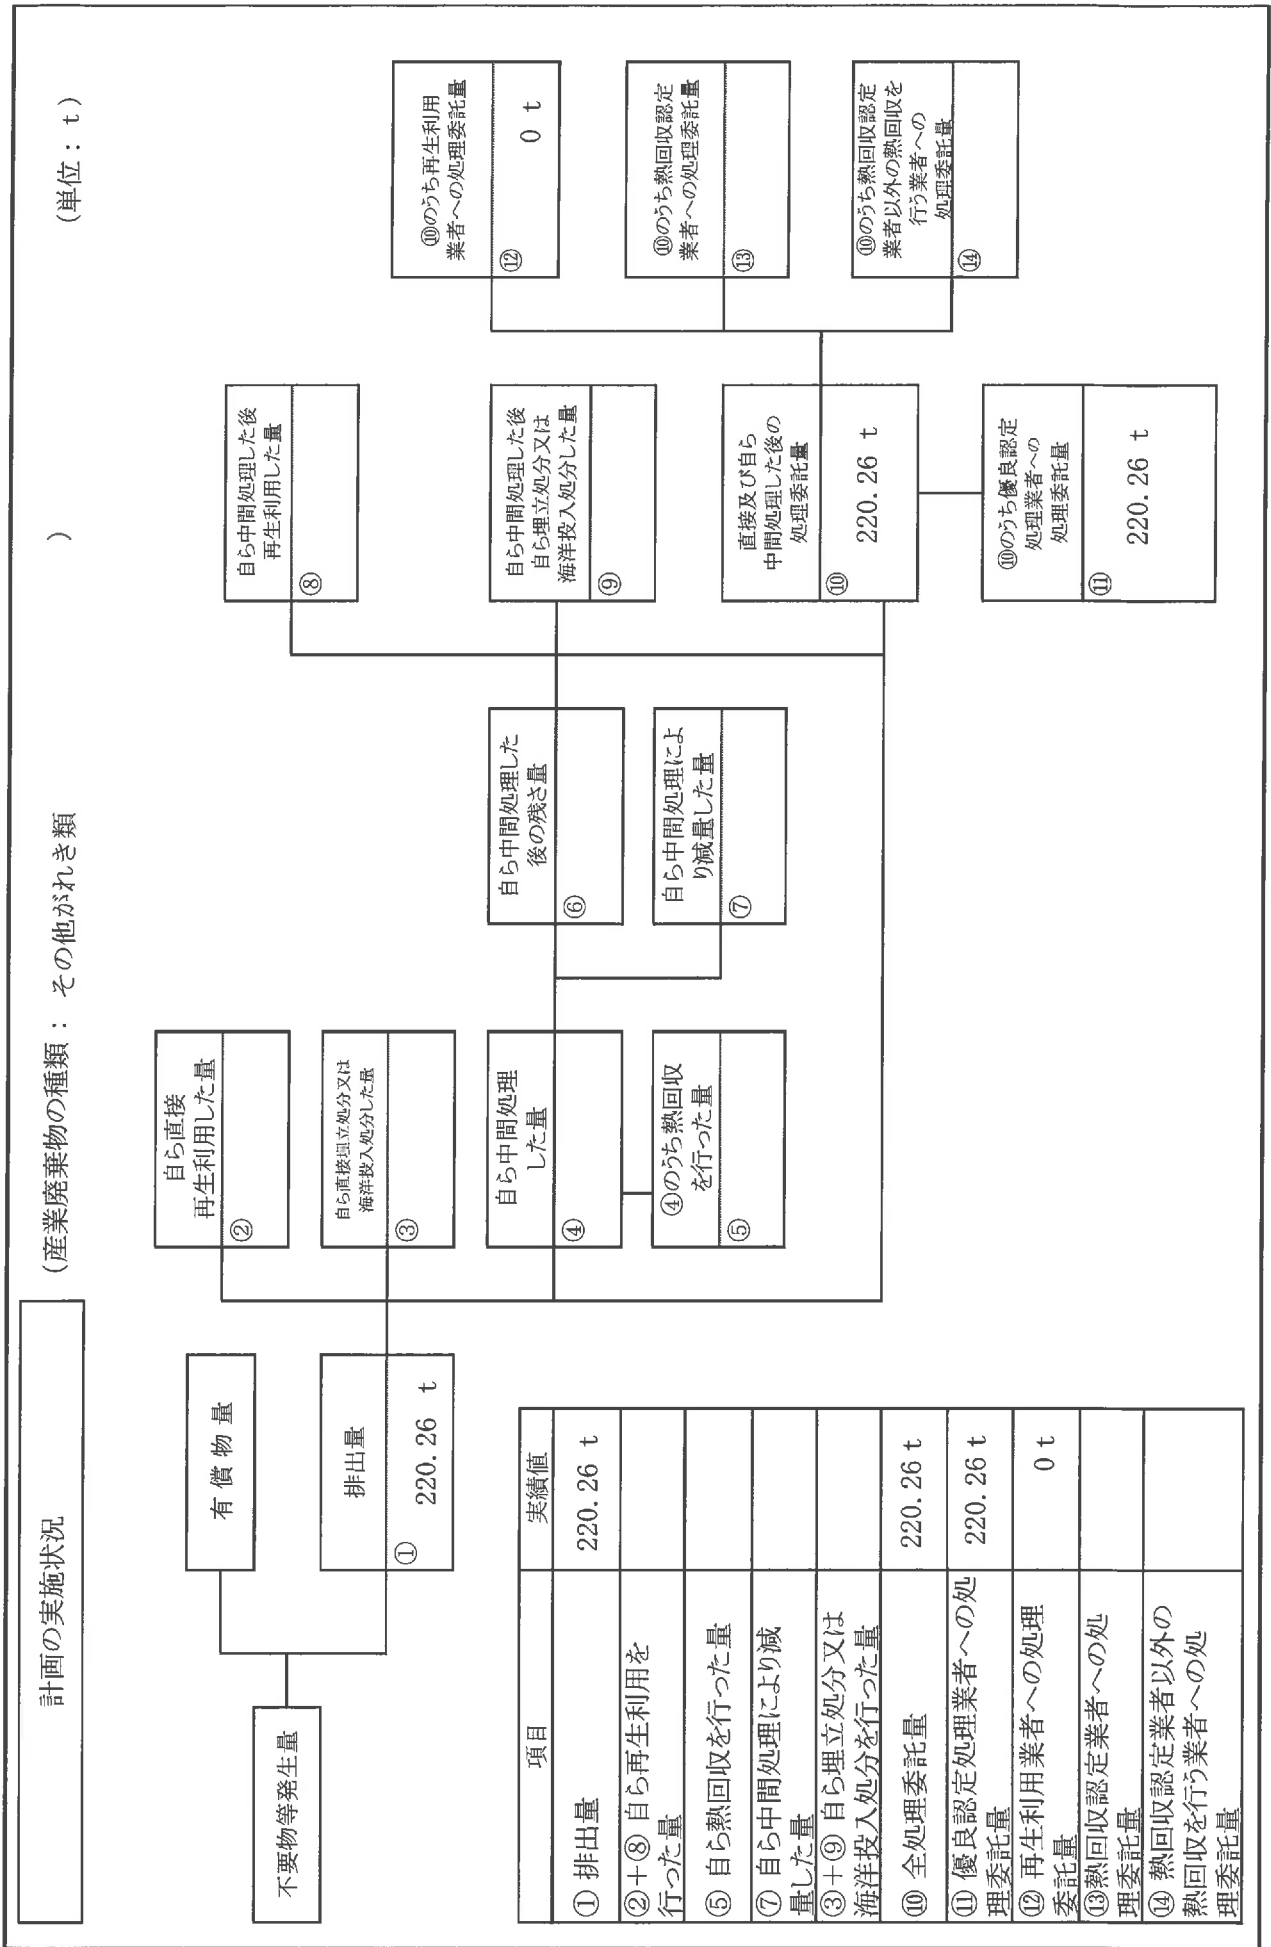 計画の実施状況
(産業廃棄物の種類： その他がれき類 )
(単位：t)
不要物等発生量
有償物量
排出量
① 220.26 t
自ら直接
再生利用した量
②
自ら直接埋立処分又は
海洋投入処分した量
③
自ら中間処理
した量
④
④のうち熱回収
を行った量
⑤
自ら中間処理した
後の残さ量
⑥
自ら中間処理によ
り減量した量
⑦
自ら中間処理した後
再生利用した量
⑧
自ら中間処理した後
自ら埋立処分又は
海洋投入処分した量
⑨
直接及び自ら
中間処理した後の
処理委託量
⑩ 220.26 t
⑩のうち優良認定
処理業者への
処理委託量
⑪ 220.26 t
⑩のうち再生利用
業者への処理委託量
⑫ 0 t
⑩のうち熱回収認定
業者への処理委託量
⑬
⑩のうち熱回収認定
業者以外の熱回収を
行う業者への
処理委託量
⑭
項目 実績値
① 排出量 220.26 t
②＋⑧ 自ら再生利用を
行った量
⑤ 自ら熱回収を行った量
⑦ 自ら中間処理により減
量した量
③＋⑨ 自ら埋立処分又は
海洋投入処分を行った量
⑩ 全処理委託量 220.26 t
⑪ 優良認定処理業者への処
理委託量 220.26 t
⑫ 再生利用業者への処理
委託量 0 t
⑬熱回収認定業者への処
理委託量
⑭ 熱回収認定業者以外の
熱回収を行う業者への処
理委託量